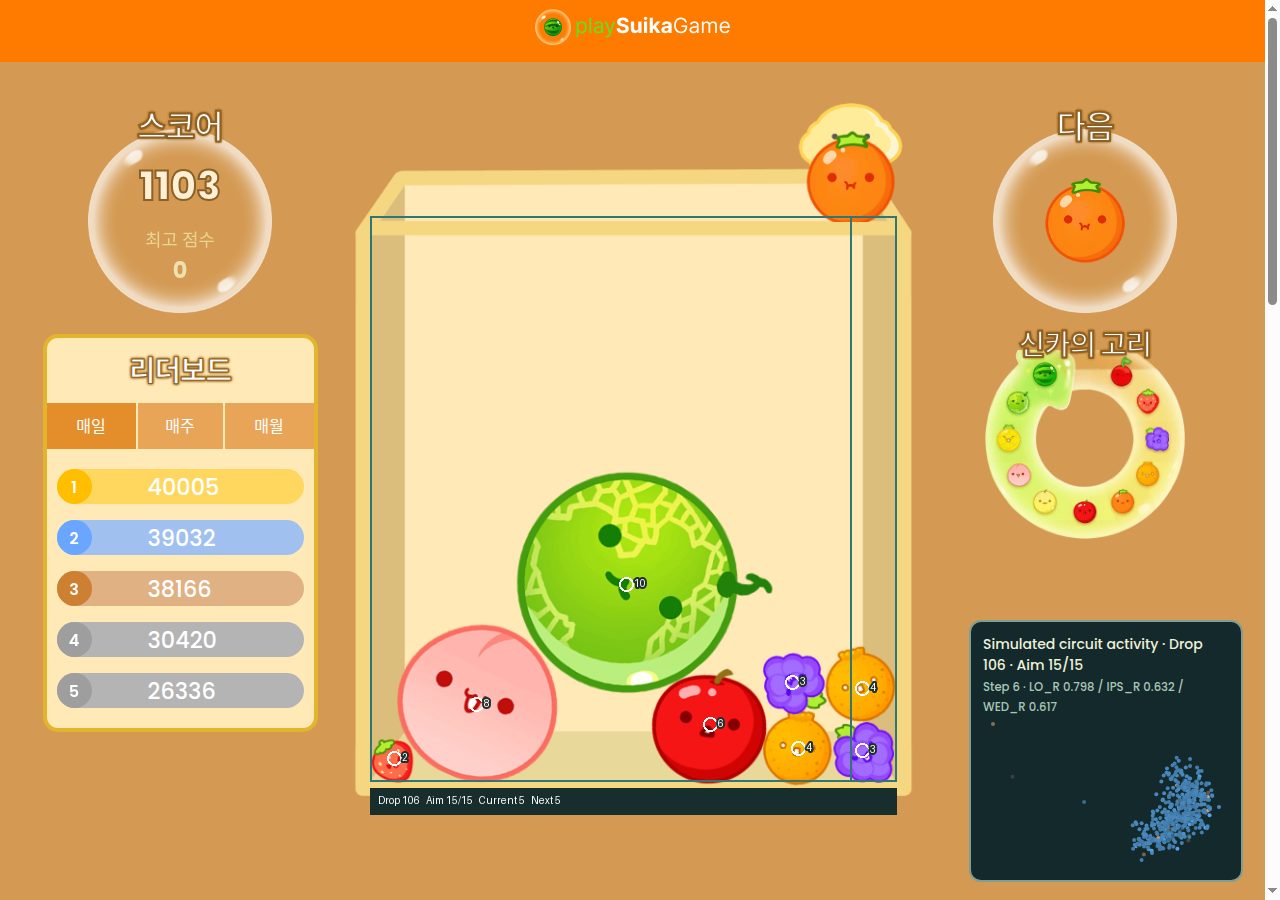 playSuikaGame
스코어
1103
최고 점수
0
리더보드
매일 매주 매월
1 40005
2 39032
3 38166
4 30420
5 26336
10
8
2
6
3
4
4
3
Drop 106 Aim 15/15 Current 5 Next 5
다음
신카의 고리
Simulated circuit activity · Drop
106 · Aim 15/15
Step 6 · LO_R 0.798 / IPS_R 0.632 /
WED_R 0.617